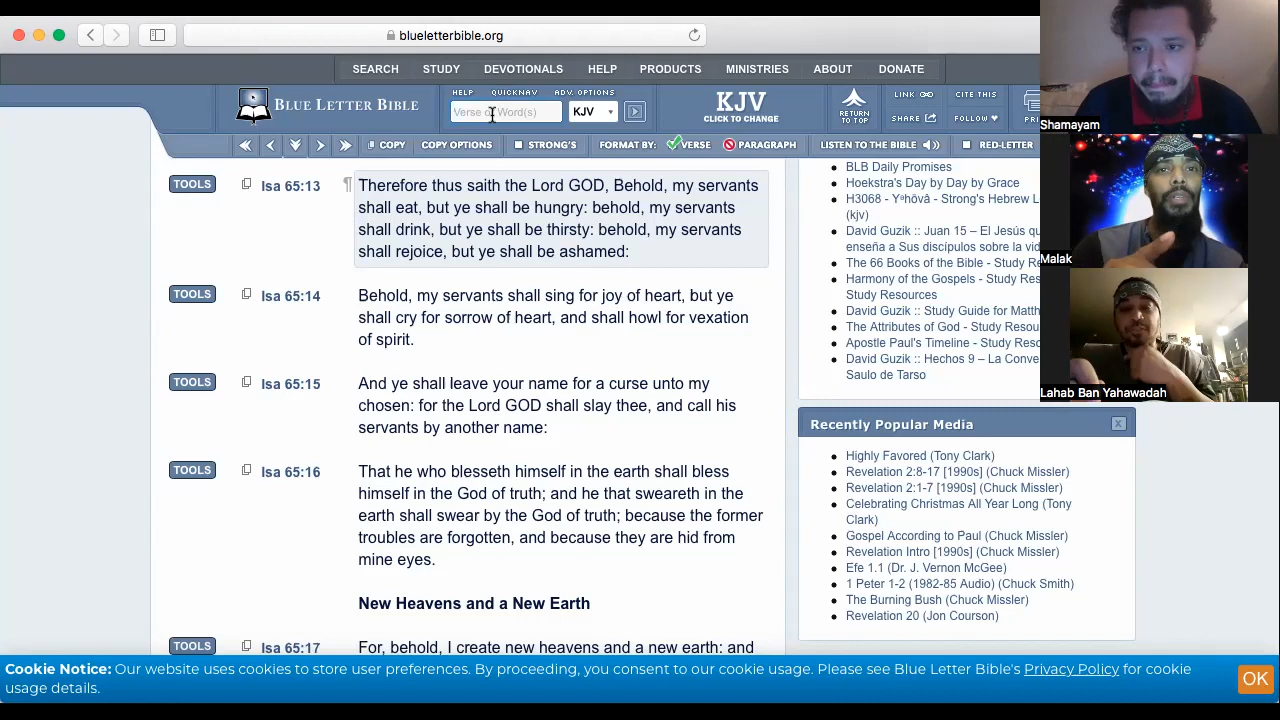 blueletterbible.org
SEARCH STUDY DEVOTIONALS HELP PRODUCTS MINISTRIES ABOUT DONATE
HELP QUICKNAV ADV. OPTIONS
BLUE LETTER BIBLE
Verse or Word(s)
KJV
KJV
CLICK TO CHANGE
RETURN
TO TOP
LINK CITE THIS
SHARE FOLLOW
COPY COPY OPTIONS STRONG'S FORMAT BY: VERSE PARAGRAPH LISTEN TO THE BIBLE RED-LETTER
TOOLS Isa 65:13 ¶ Therefore thus saith the Lord GOD, Behold, my servants
shall eat, but ye shall be hungry: behold, my servants
shall drink, but ye shall be thirsty: behold, my servants
shall rejoice, but ye shall be ashamed:
TOOLS Isa 65:14 Behold, my servants shall sing for joy of heart, but ye
shall cry for sorrow of heart, and shall howl for vexation
of spirit.
TOOLS Isa 65:15 And ye shall leave your name for a curse unto my
chosen: for the Lord GOD shall slay thee, and call his
servants by another name:
TOOLS Isa 65:16 That he who blesseth himself in the earth shall bless
himself in the God of truth; and he that sweareth in the
earth shall swear by the God of truth; because the former
troubles are forgotten, and because they are hid from
mine eyes.
New Heavens and a New Earth
TOOLS Isa 65:17 For, behold, I create new heavens and a new earth: and
BLB Daily Promises
Hoekstra's Day by Day by Grace
H3068 - Yᵉhōvâ - Strong's Hebrew L
(kjv)
David Guzik :: Juan 15 – El Jesús qu
enseña a Sus discípulos sobre la vid
The 66 Books of the Bible - Study R
Harmony of the Gospels - Study Res
Study Resources
David Guzik :: Study Guide for Matth
The Attributes of God - Study Resou
Apostle Paul's Timeline - Study Reso
David Guzik :: Hechos 9 – La Conve
Saulo de Tarso
Recently Popular Media
Highly Favored (Tony Clark)
Revelation 2:8-17 [1990s] (Chuck Missler)
Revelation 2:1-7 [1990s] (Chuck Missler)
Celebrating Christmas All Year Long (Tony
Clark)
Gospel According to Paul (Chuck Missler)
Revelation Intro [1990s] (Chuck Missler)
Efe 1.1 (Dr. J. Vernon McGee)
1 Peter 1-2 (1982-85 Audio) (Chuck Smith)
The Burning Bush (Chuck Missler)
Revelation 20 (Jon Courson)
Shamayam
Malak
Lahab Ban Yahawadah
Cookie Notice: Our website uses cookies to store user preferences. By proceeding, you consent to our cookie usage. Please see Blue Letter Bible's Privacy Policy for cookie
usage details.
OK